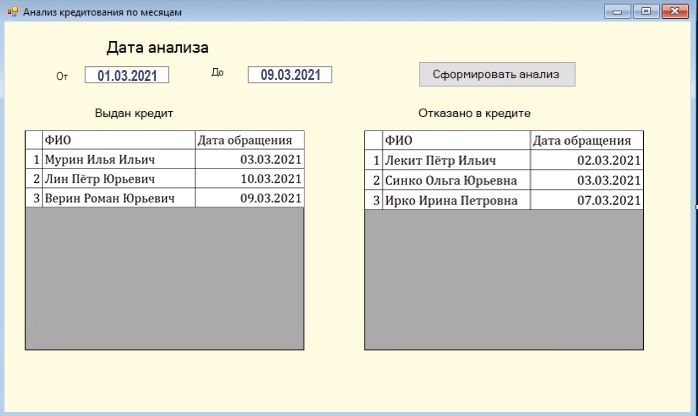 Анализ кредитования по месяцам
Дата анализа
От 01.03.2021 До 09.03.2021 Сформировать анализ
Выдан кредит
ФИО Дата обращения
1 Мурин Илья Ильич 03.03.2021
2 Лин Пётр Юрьевич 10.03.2021
3 Верин Роман Юрьевич 09.03.2021
Отказано в кредите
ФИО Дата обращения
1 Лекит Пётр Ильич 02.03.2021
2 Синко Ольга Юрьевна 03.03.2021
3 Ирко Ирина Петровна 07.03.2021